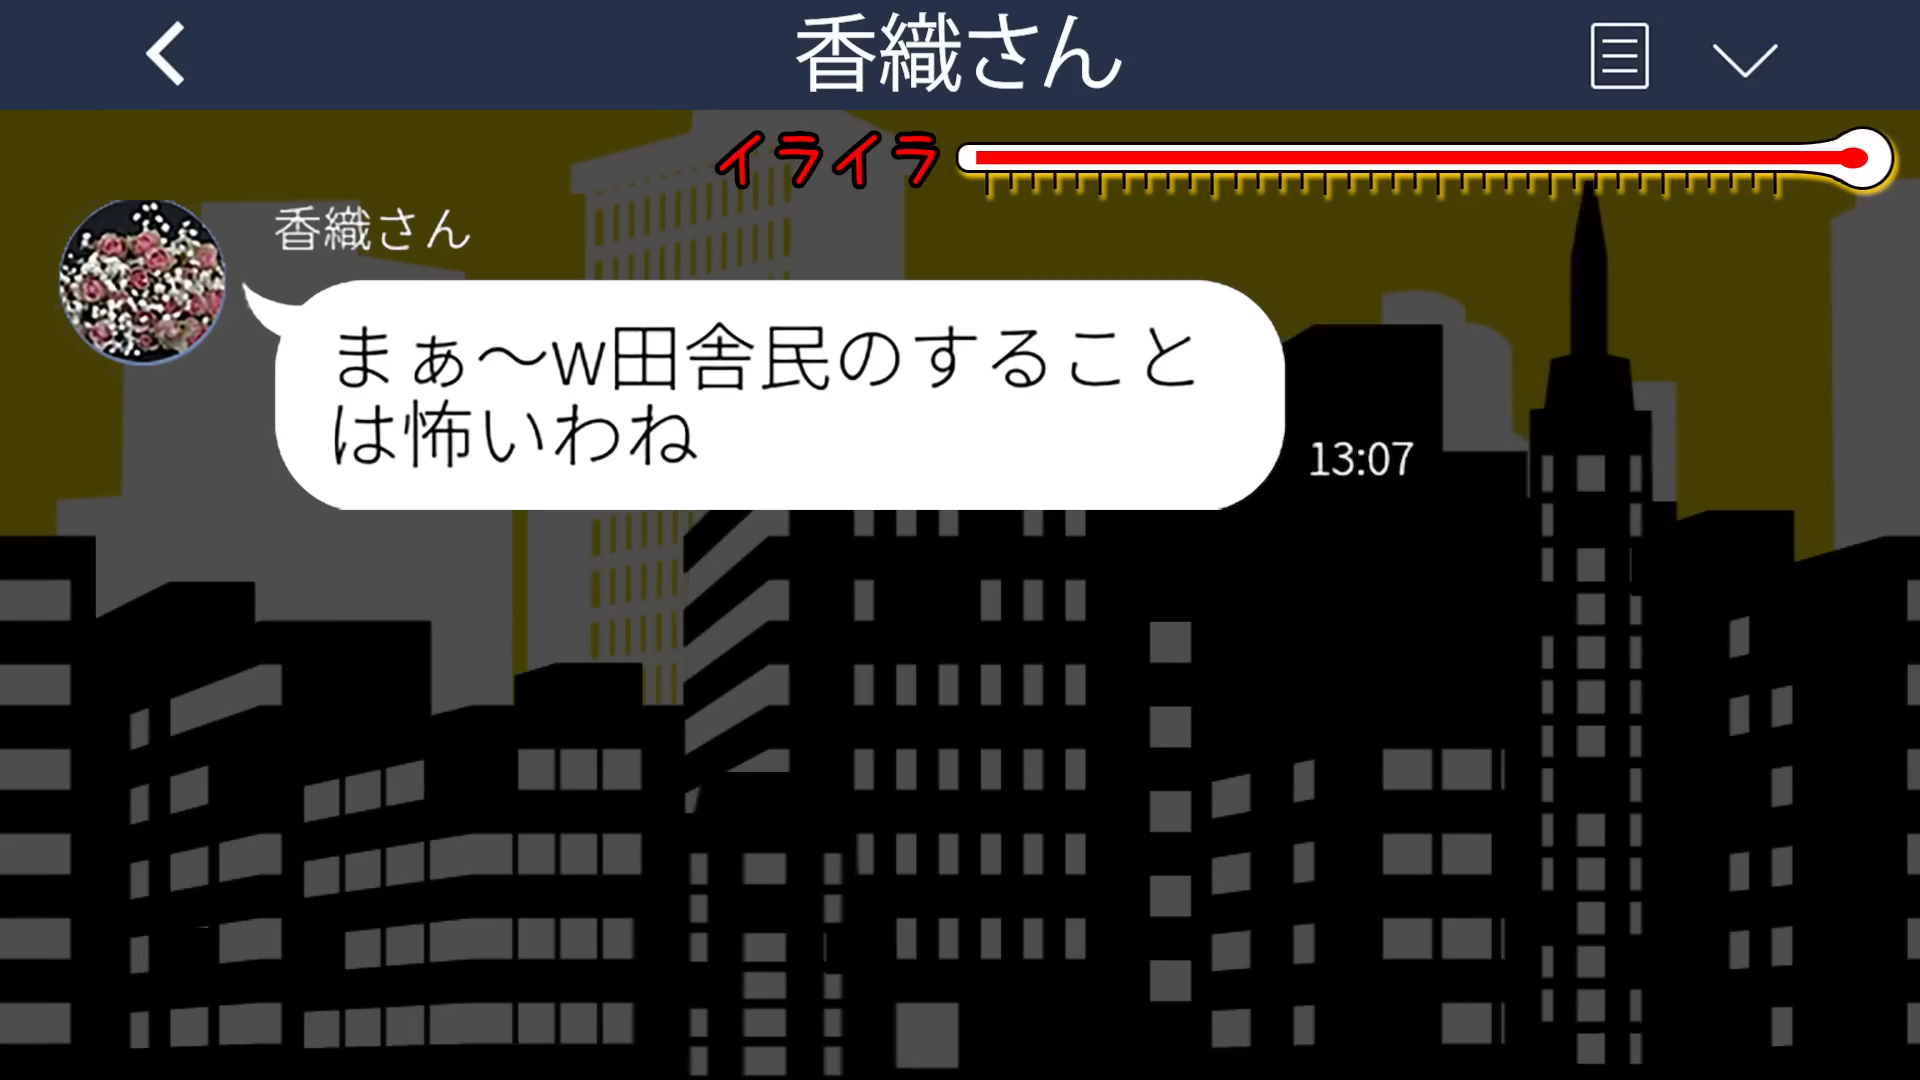 香織さん
イライラ
香織さん
まぁ〜w田舎民のすること
は怖いわね
13:07